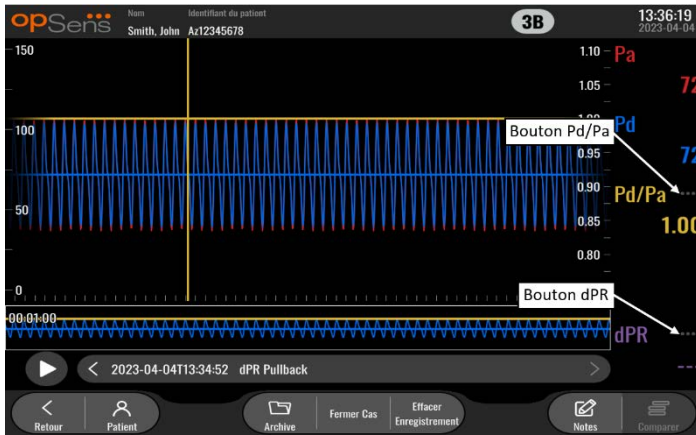 opSens
Nom
Identifiant du patient
Smith, John
Az12345678
3B
13:36:19
2023-04-04
150
100
50
0
1.10
1.05
1.00
0.95
0.90
0.85
0.80
Pa
72
Bouton Pd/Pa
Pd
72
Pd/Pa
---
1.00
Bouton dPR
dPR
---
---
00:01:00
< 2023-04-04T13:34:52 dPR Pullback >
Retour
Patient
Archive
Fermer Cas
Effacer
Enregistrement
Notes
Comparer